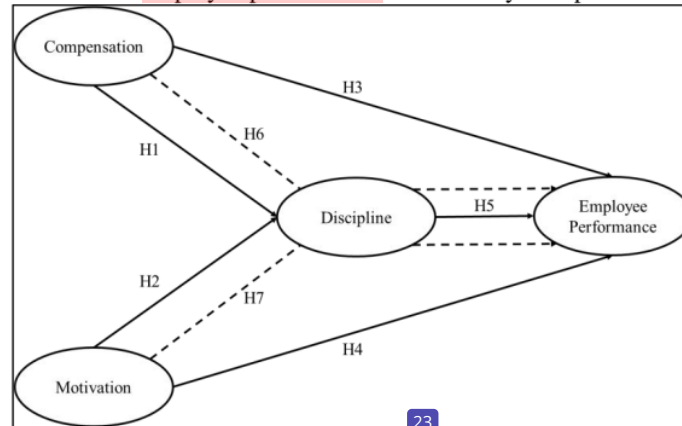 Compensation
H3
H6
H1
Discipline
H5
Employee
Performance
H2
H7
H4
Motivation
23